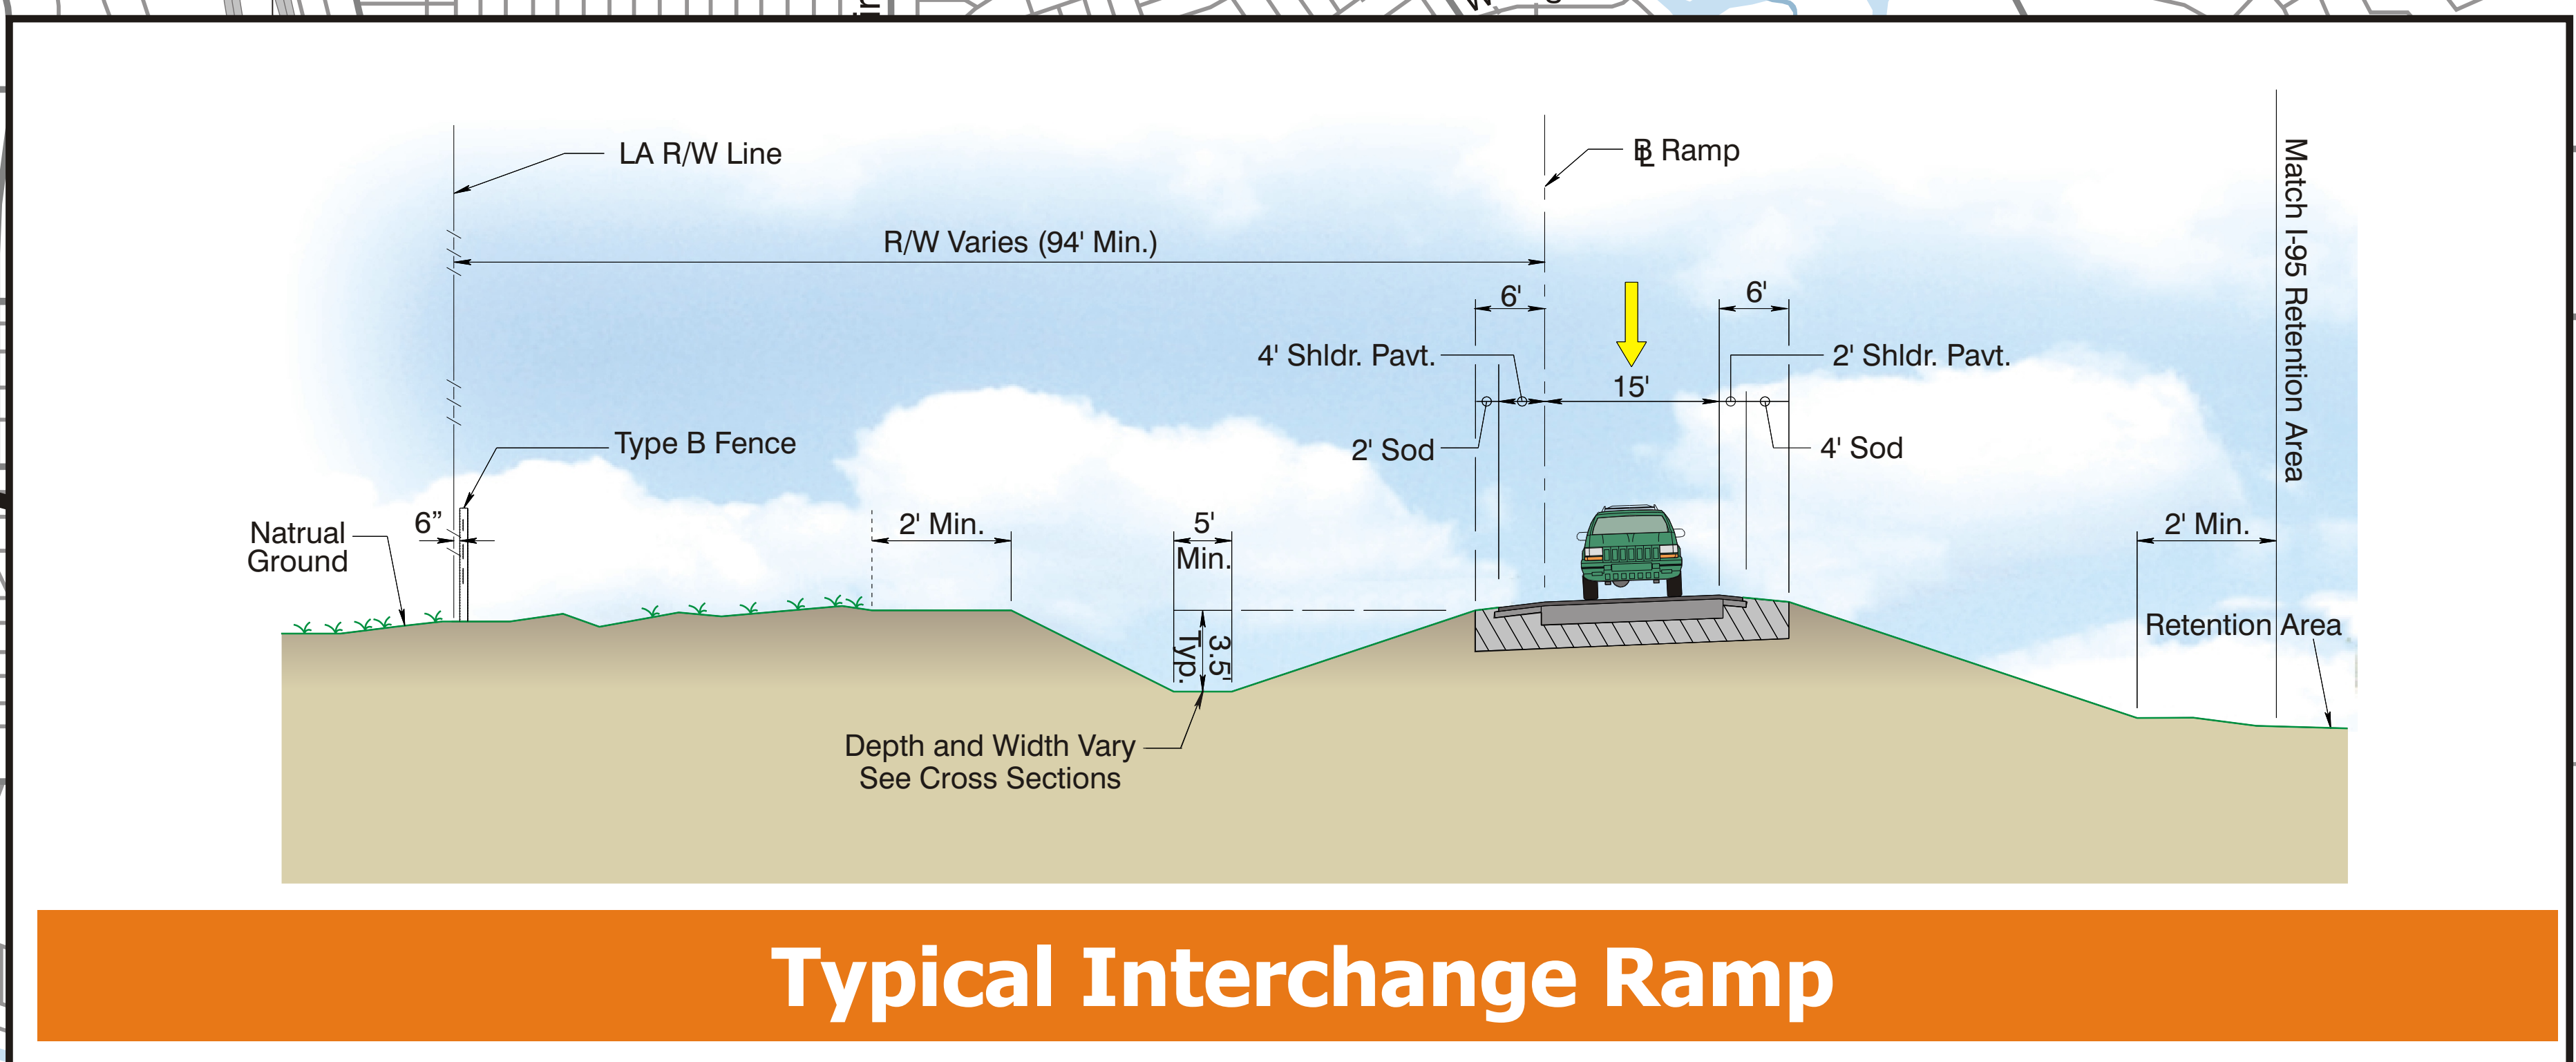 LA R/W Line
BL Ramp
R/W Varies (94' Min.)
6'
6'
4' Shldr. Pavt.
2' Shldr. Pavt.
15'
2' Sod
4' Sod
Match I-95 Retention Area
Type B Fence
6”
Natrual
Ground
2' Min.
5'
Min.
3.5'
Typ.
2' Min.
Retention Area
Depth and Width Vary
See Cross Sections
Typical Interchange Ramp